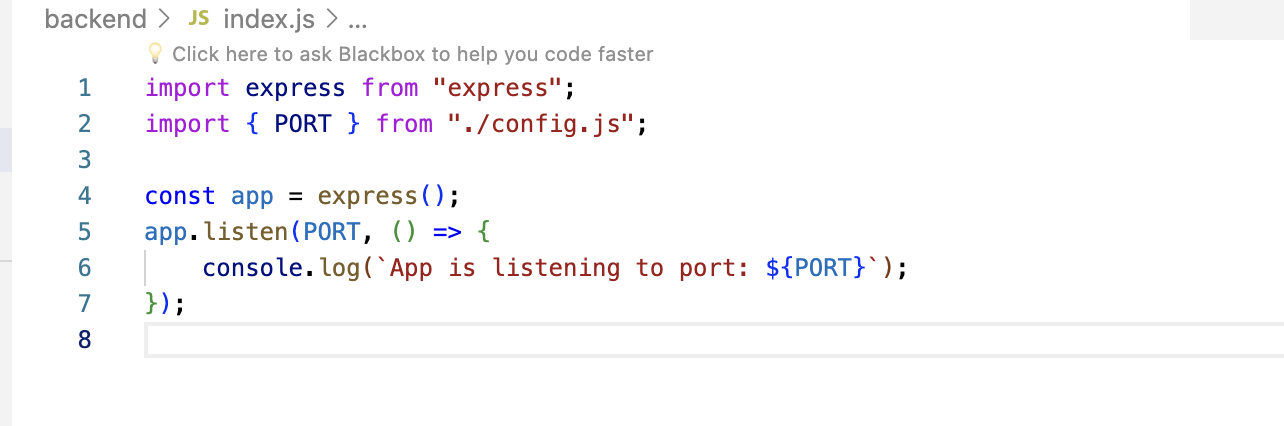 backend > JS index.js > ...
Click here to ask Blackbox to help you code faster
1 import express from "express";
2 import { PORT } from "./config.js";
3
4 const app = express();
5 app.listen(PORT, () => {
6     console.log(`App is listening to port: ${PORT}`);
7 });
8